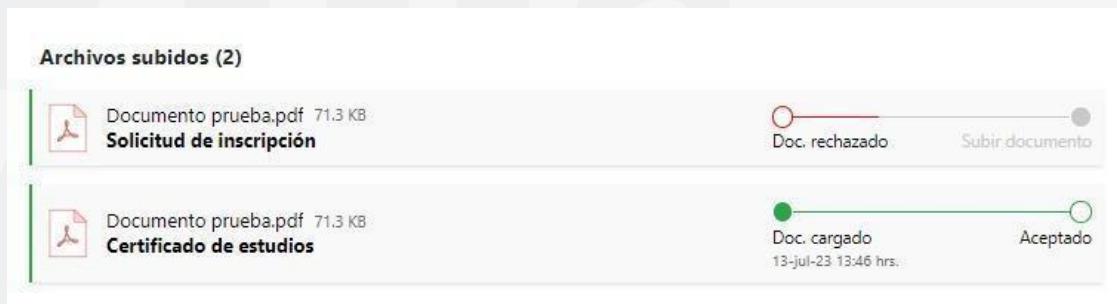 Archivos subidos (2)
Documento prueba.pdf 71.3 KB
Solicitud de inscripción
Doc. rechazado
Subir documento
Documento prueba.pdf 71.3 KB
Certificado de estudios
Doc. cargado
Aceptado
13-jul-23 13:46 hrs.